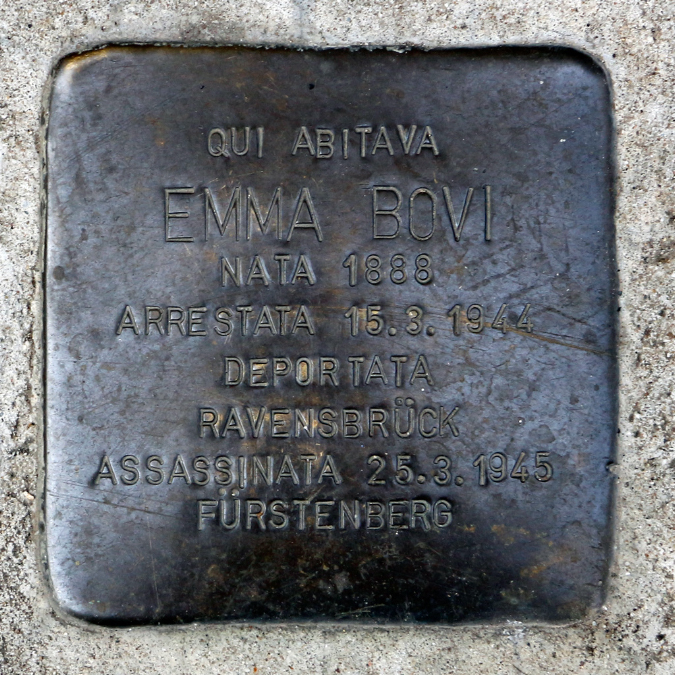 QUI ABITAVA
EMMA BOVI
NATA 1888
ARRESTATA 15.3.1944
DEPORTATA
RAVENSBRÜCK
ASSASSINATA 25.3.1945
FÜRSTENBERG